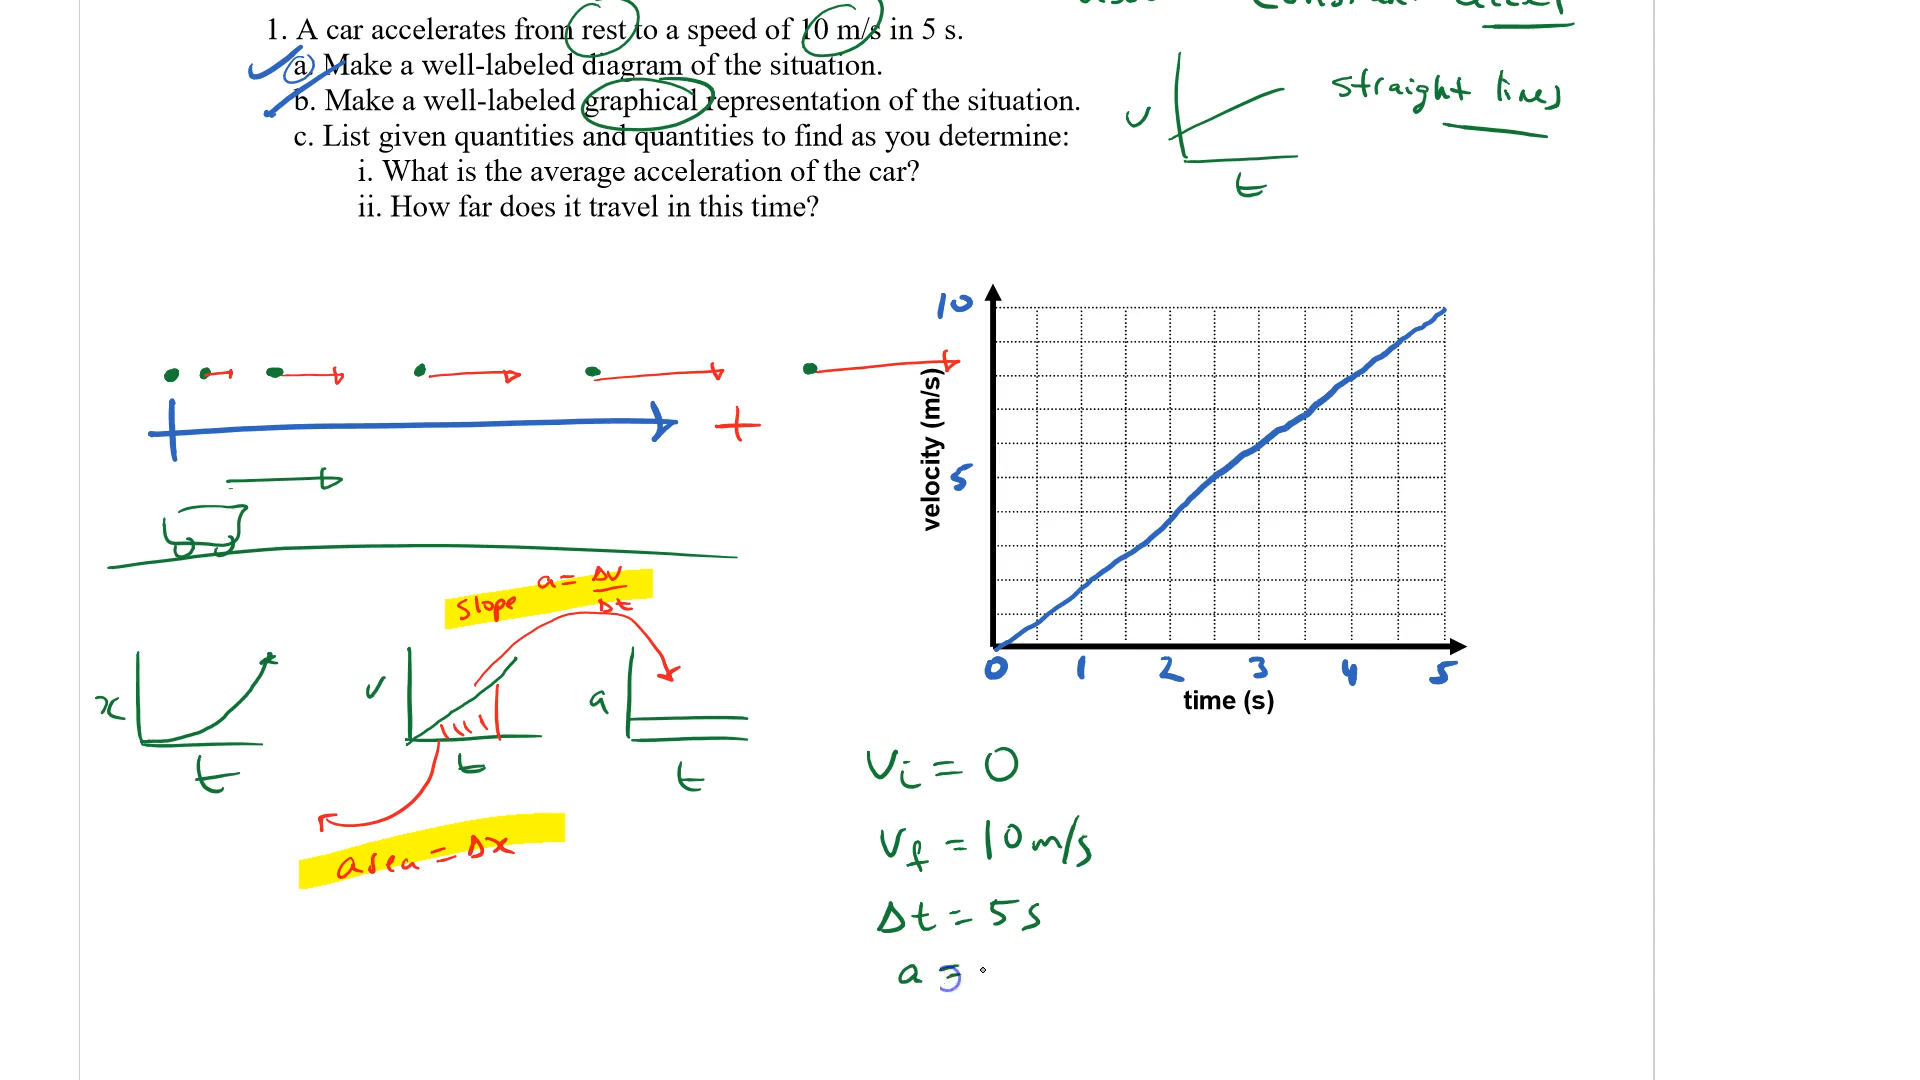 1. A car accelerates from rest to a speed of 10 m/s in 5 s.
a. Make a well-labeled diagram of the situation.
b. Make a well-labeled graphical representation of the situation.
c. List given quantities and quantities to find as you determine:
i. What is the average acceleration of the car?
ii. How far does it travel in this time?
straight lines
v
t
+
10
5
velocity (m/s)
0 1 2 3 4 5
time (s)
slope a = Δv/Δt
x
t
v
t
a
t
area = Δx
vi = 0
vf = 10 m/s
Δt = 5 s
a =